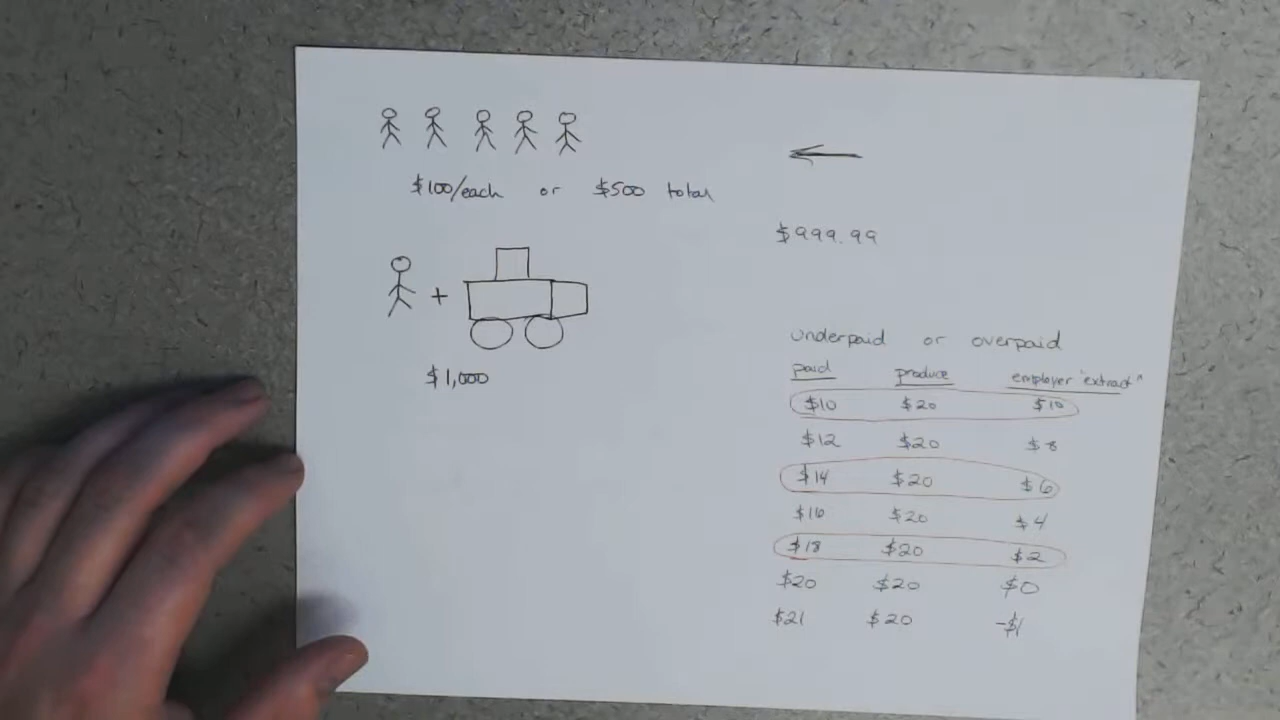 $100/each or $500 total
$999.99
+
$1,000
underpaid or overpaid
paid produce employer "extract"
$10 $20 $10
$12 $20 $8
$14 $20 $6
$16 $20 $4
$18 $20 $2
$20 $20 $0
$21 $20 -$1